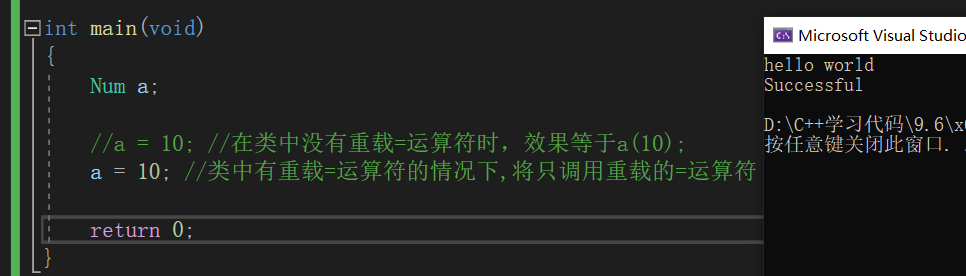 int main(void)
{
Num a;
//a = 10; //在类中没有重载=运算符时，效果等于a(10);
a = 10; //类中有重载=运算符的情况下,将只调用重载的=运算符
return 0;
}
Microsoft Visual Studio
hello world
Successful
D:\C++学习代码\9.6\x
按任意键关闭此窗口. .